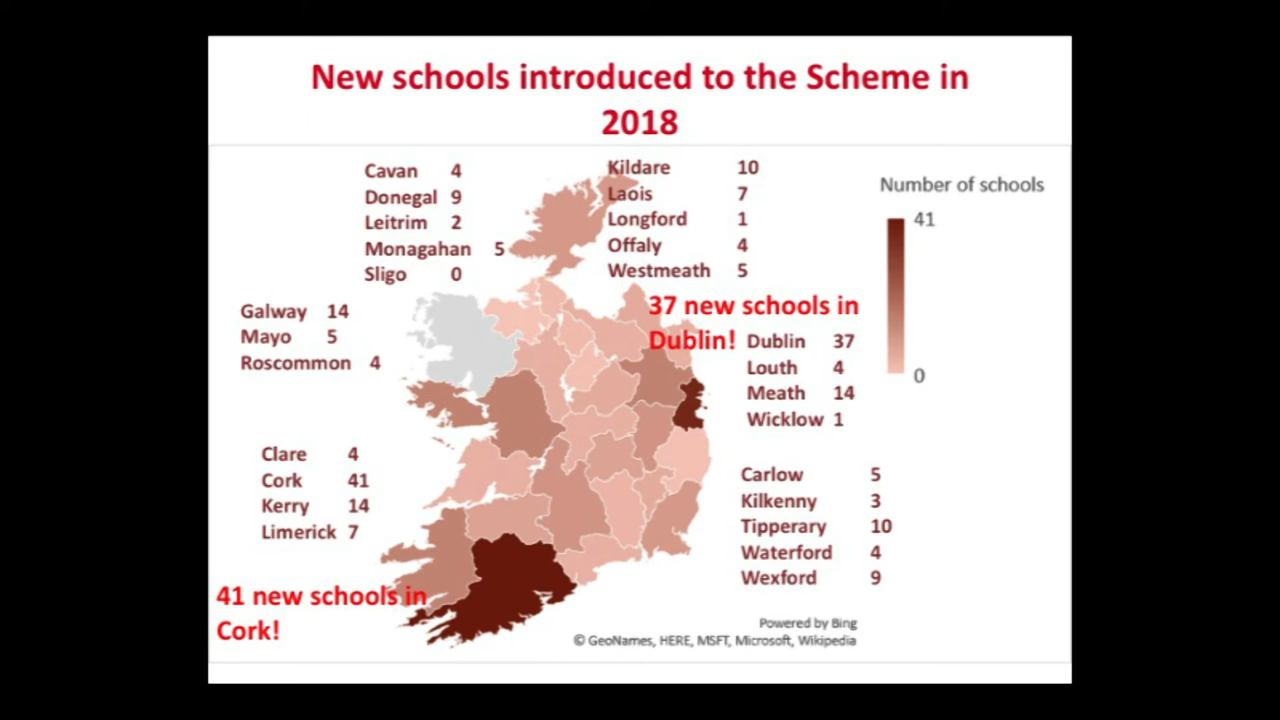 New schools introduced to the Scheme in
2018
Cavan 4
Donegal 9
Leitrim 2
Monagahan 5
Sligo 0
Kildare 10
Laois 7
Longford 1
Offaly 4
Westmeath 5
Number of schools
41
0
Galway 14
Mayo 5
Roscommon 4
37 new schools in
Dublin!
Dublin 37
Louth 4
Meath 14
Wicklow 1
Clare 4
Cork 41
Kerry 14
Limerick 7
Carlow 5
Kilkenny 3
Tipperary 10
Waterford 4
Wexford 9
41 new schools in
Cork!
Powered by Bing
© GeoNames, HERE, MSFT, Microsoft, Wikipedia